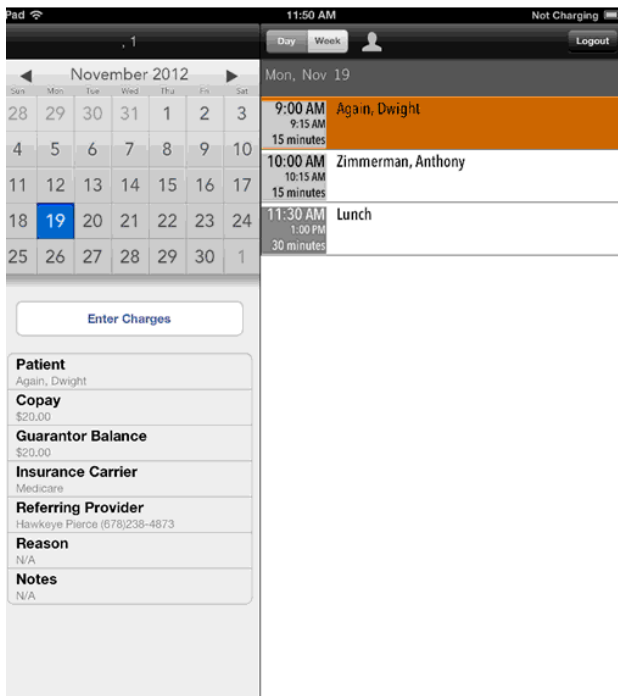 Pad 11:50 AM Not Charging
, 1
Day Week Logout
November 2012
Sun Mon Tue Wed Thu Fri Sat
28 29 30 31 1 2 3
4 5 6 7 8 9 10
11 12 13 14 15 16 17
18 19 20 21 22 23 24
25 26 27 28 29 30 1
Enter Charges
Patient
Again, Dwight
Copay
$20.00
Guarantor Balance
$20.00
Insurance Carrier
Medicare
Referring Provider
Hawkeye Pierce (678)238-4873
Reason
N/A
Notes
N/A
Mon, Nov 19
9:00 AM Again, Dwight
9:15 AM
15 minutes
10:00 AM Zimmerman, Anthony
10:15 AM
15 minutes
11:30 AM Lunch
1:00 PM
30 minutes